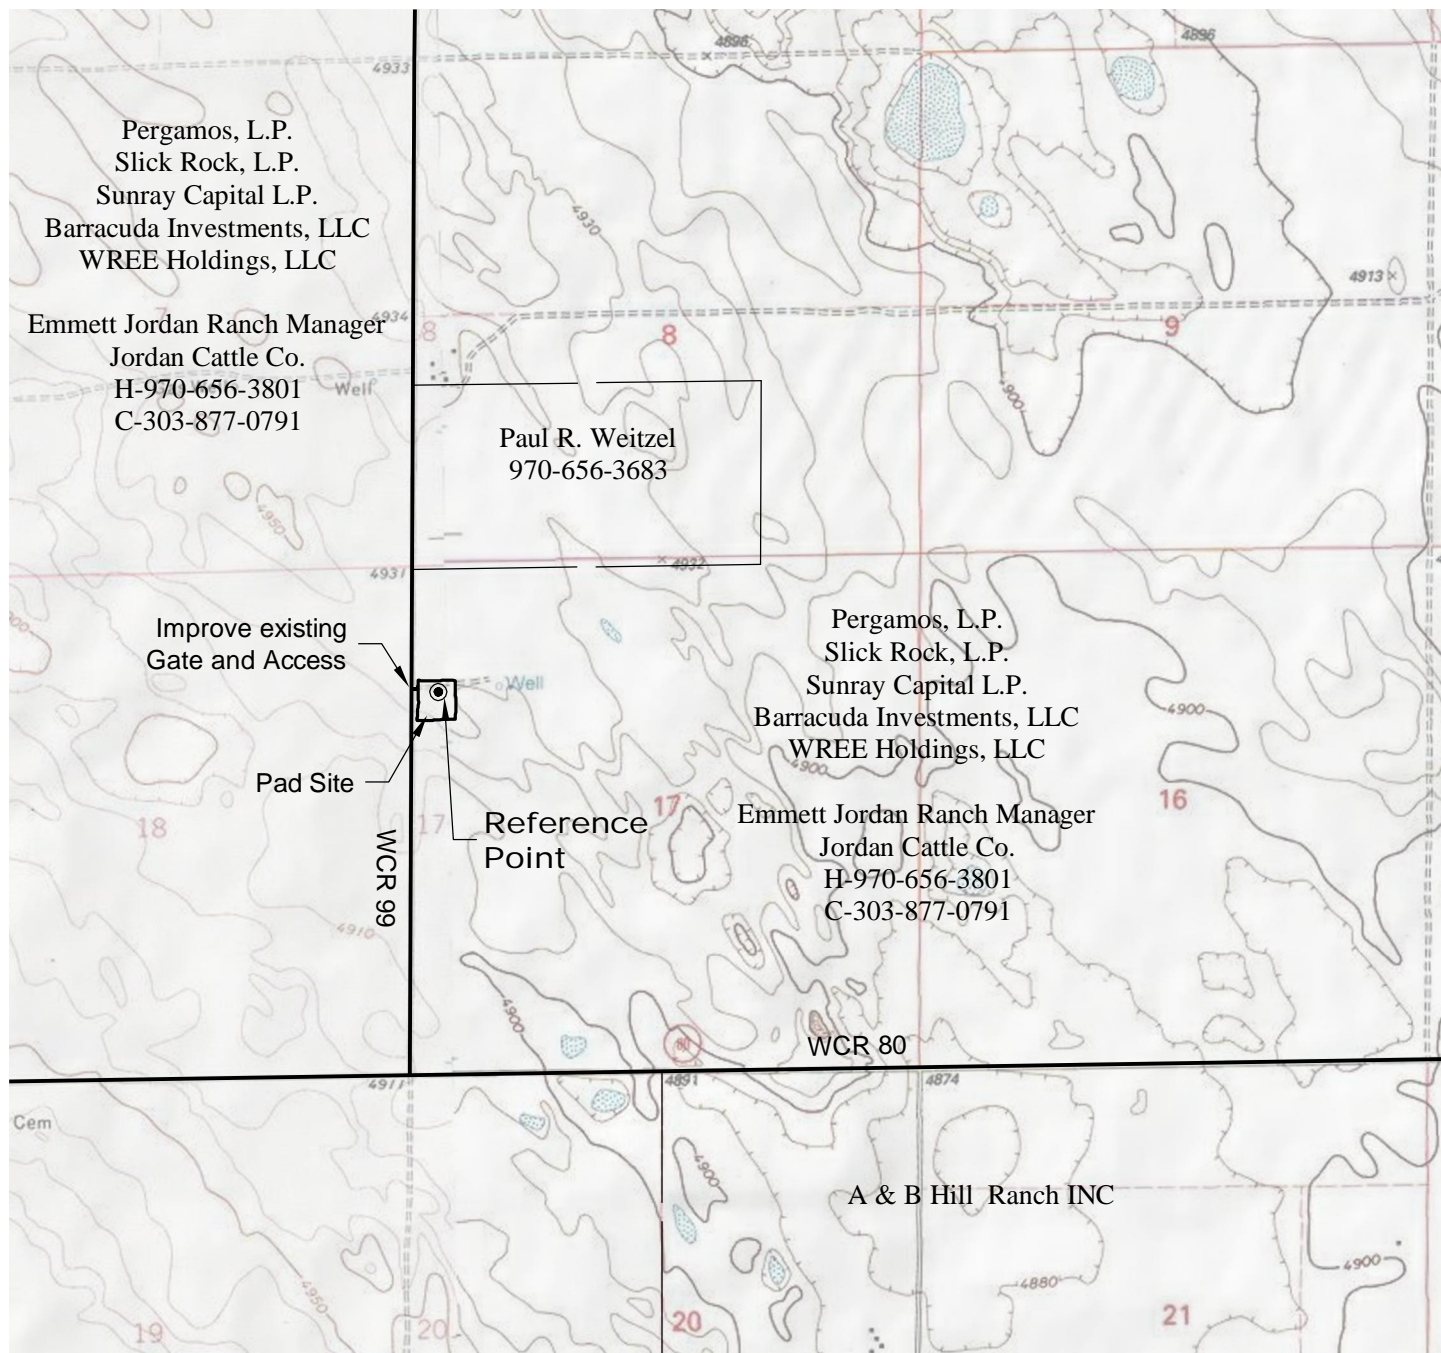 4896
4896
4933
Pergamos, L.P.
Slick Rock, L.P.
Sunray Capital L.P.
Barracuda Investments, LLC
WREE Holdings, LLC
4930
4913
7
4934
8
8
9
Emmett Jordan Ranch Manager
Jordan Cattle Co.
H-970-656-3801
C-303-877-0791
Well
4900
Paul R. Weitzel
970-656-3683
4950
4931
4932
Improve existing
Gate and Access
Well
Pad Site
Pergamos, L.P.
Slick Rock, L.P.
Sunray Capital L.P.
Barracuda Investments, LLC
WREE Holdings, LLC
4900
4900
17
16
18
17
Reference
Point
WCR 99
Emmett Jordan Ranch Manager
Jordan Cattle Co.
H-970-656-3801
C-303-877-0791
4910
4900
80
WCR 80
4911
4891
4874
Cem
4900
A & B Hill Ranch INC
4900
4880
4950
19
20
20
21